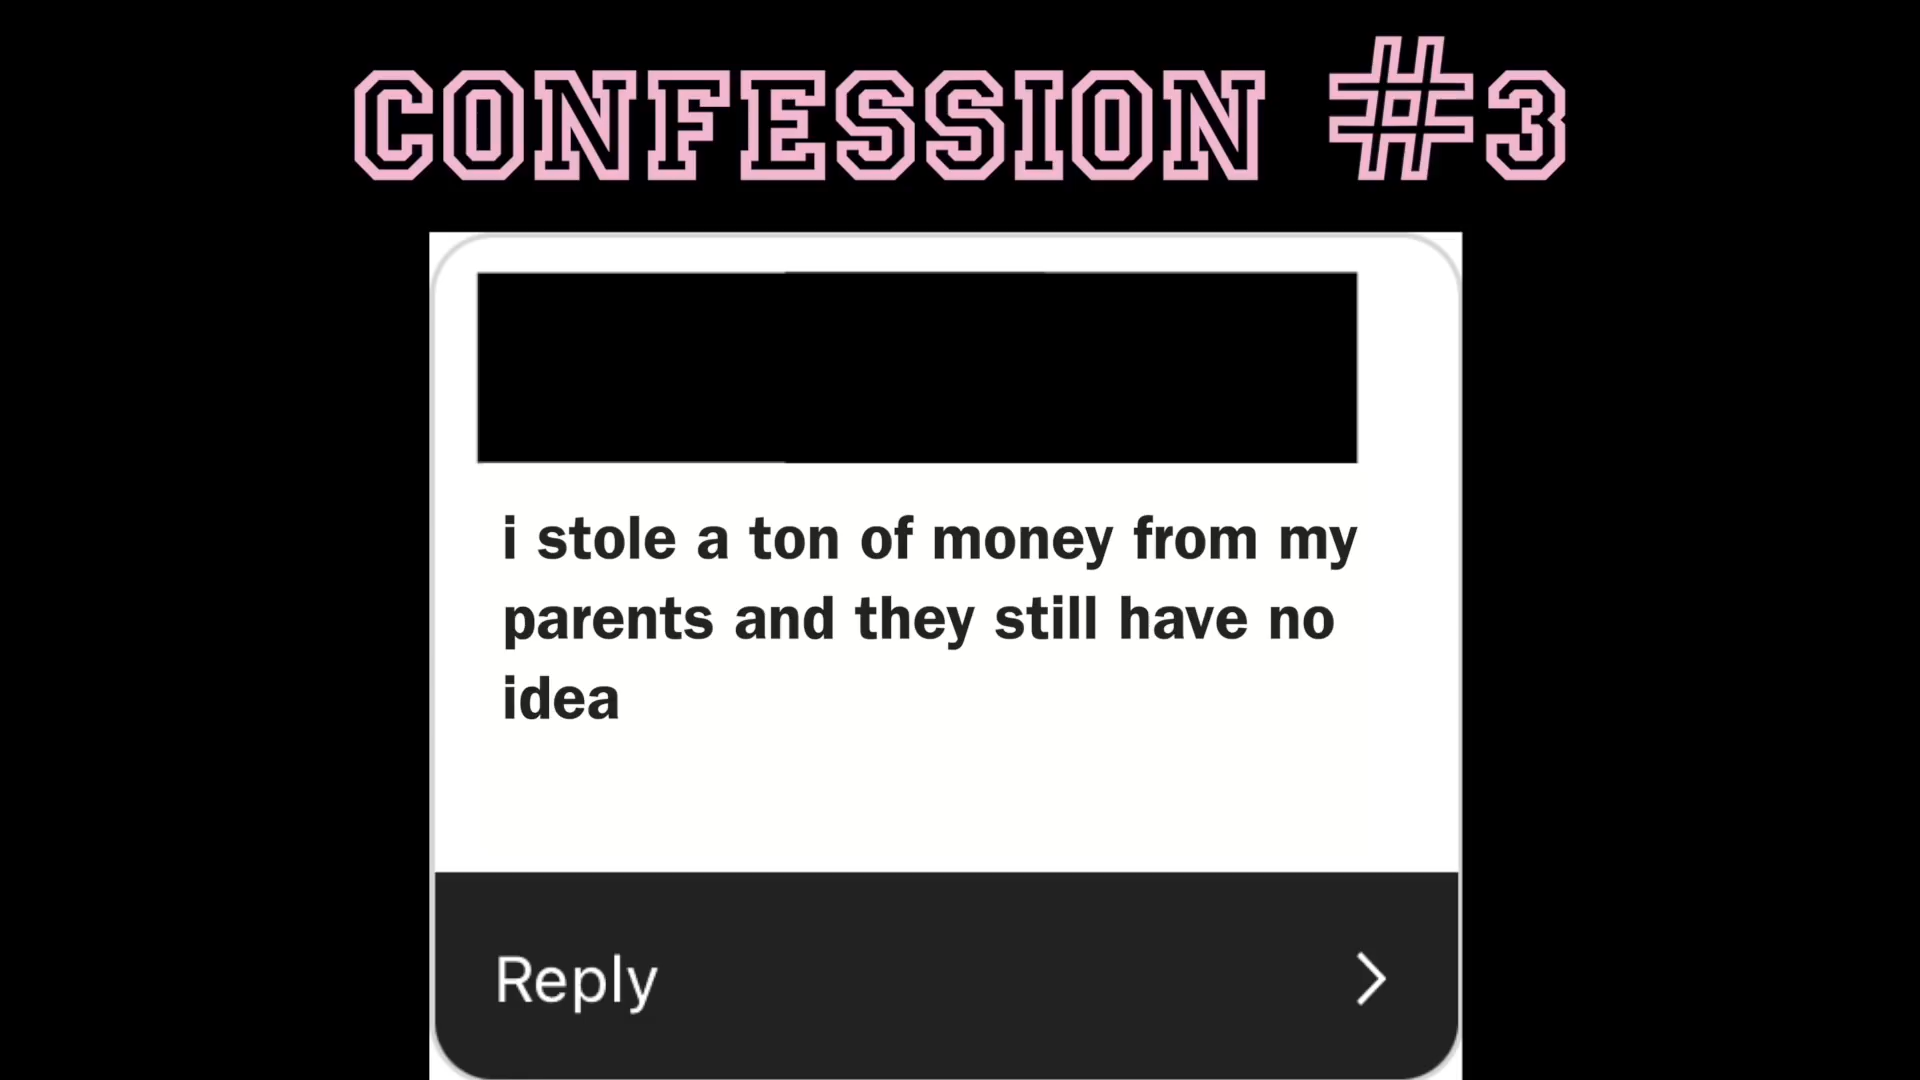 CONFESSION #3
i stole a ton of money from my
parents and they still have no
idea
Reply